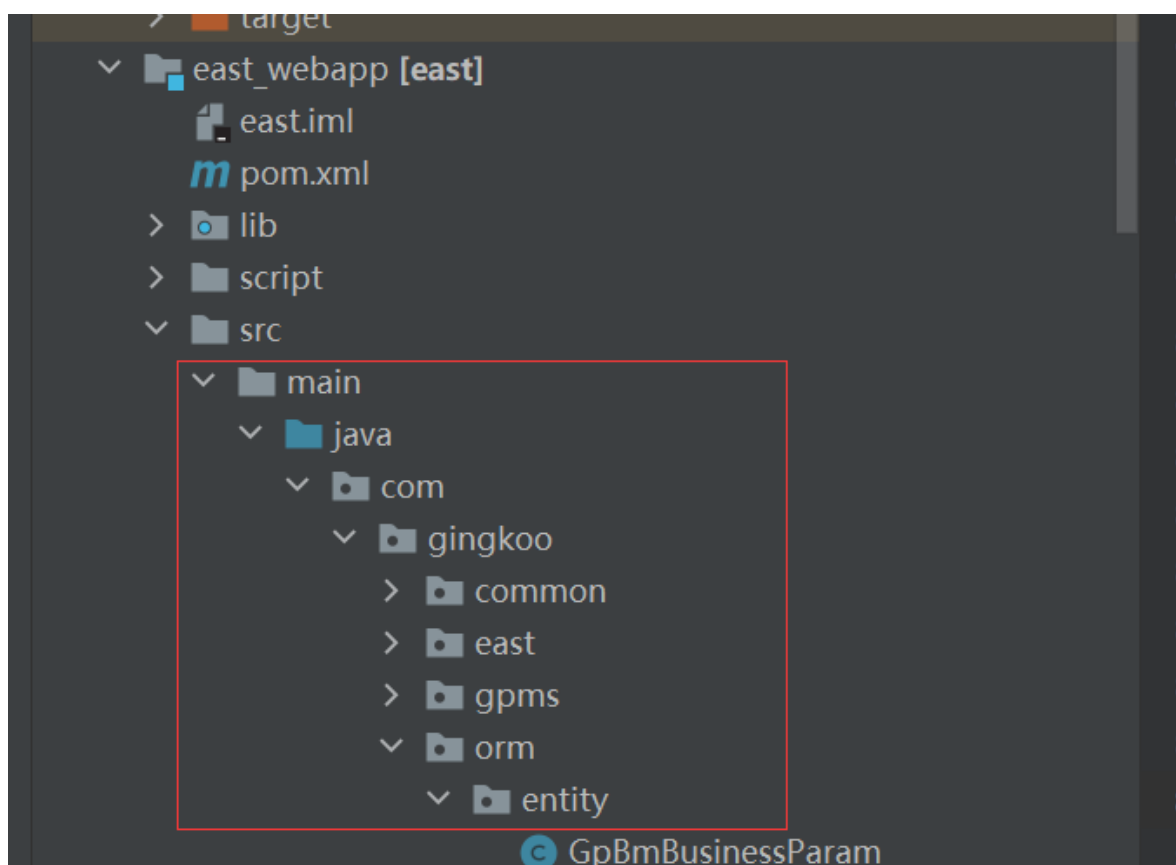 target
east_webapp [east]
east.iml
pom.xml
lib
script
src
main
java
com
gingkoo
common
east
gpms
orm
entity
GpBmBusinessParam